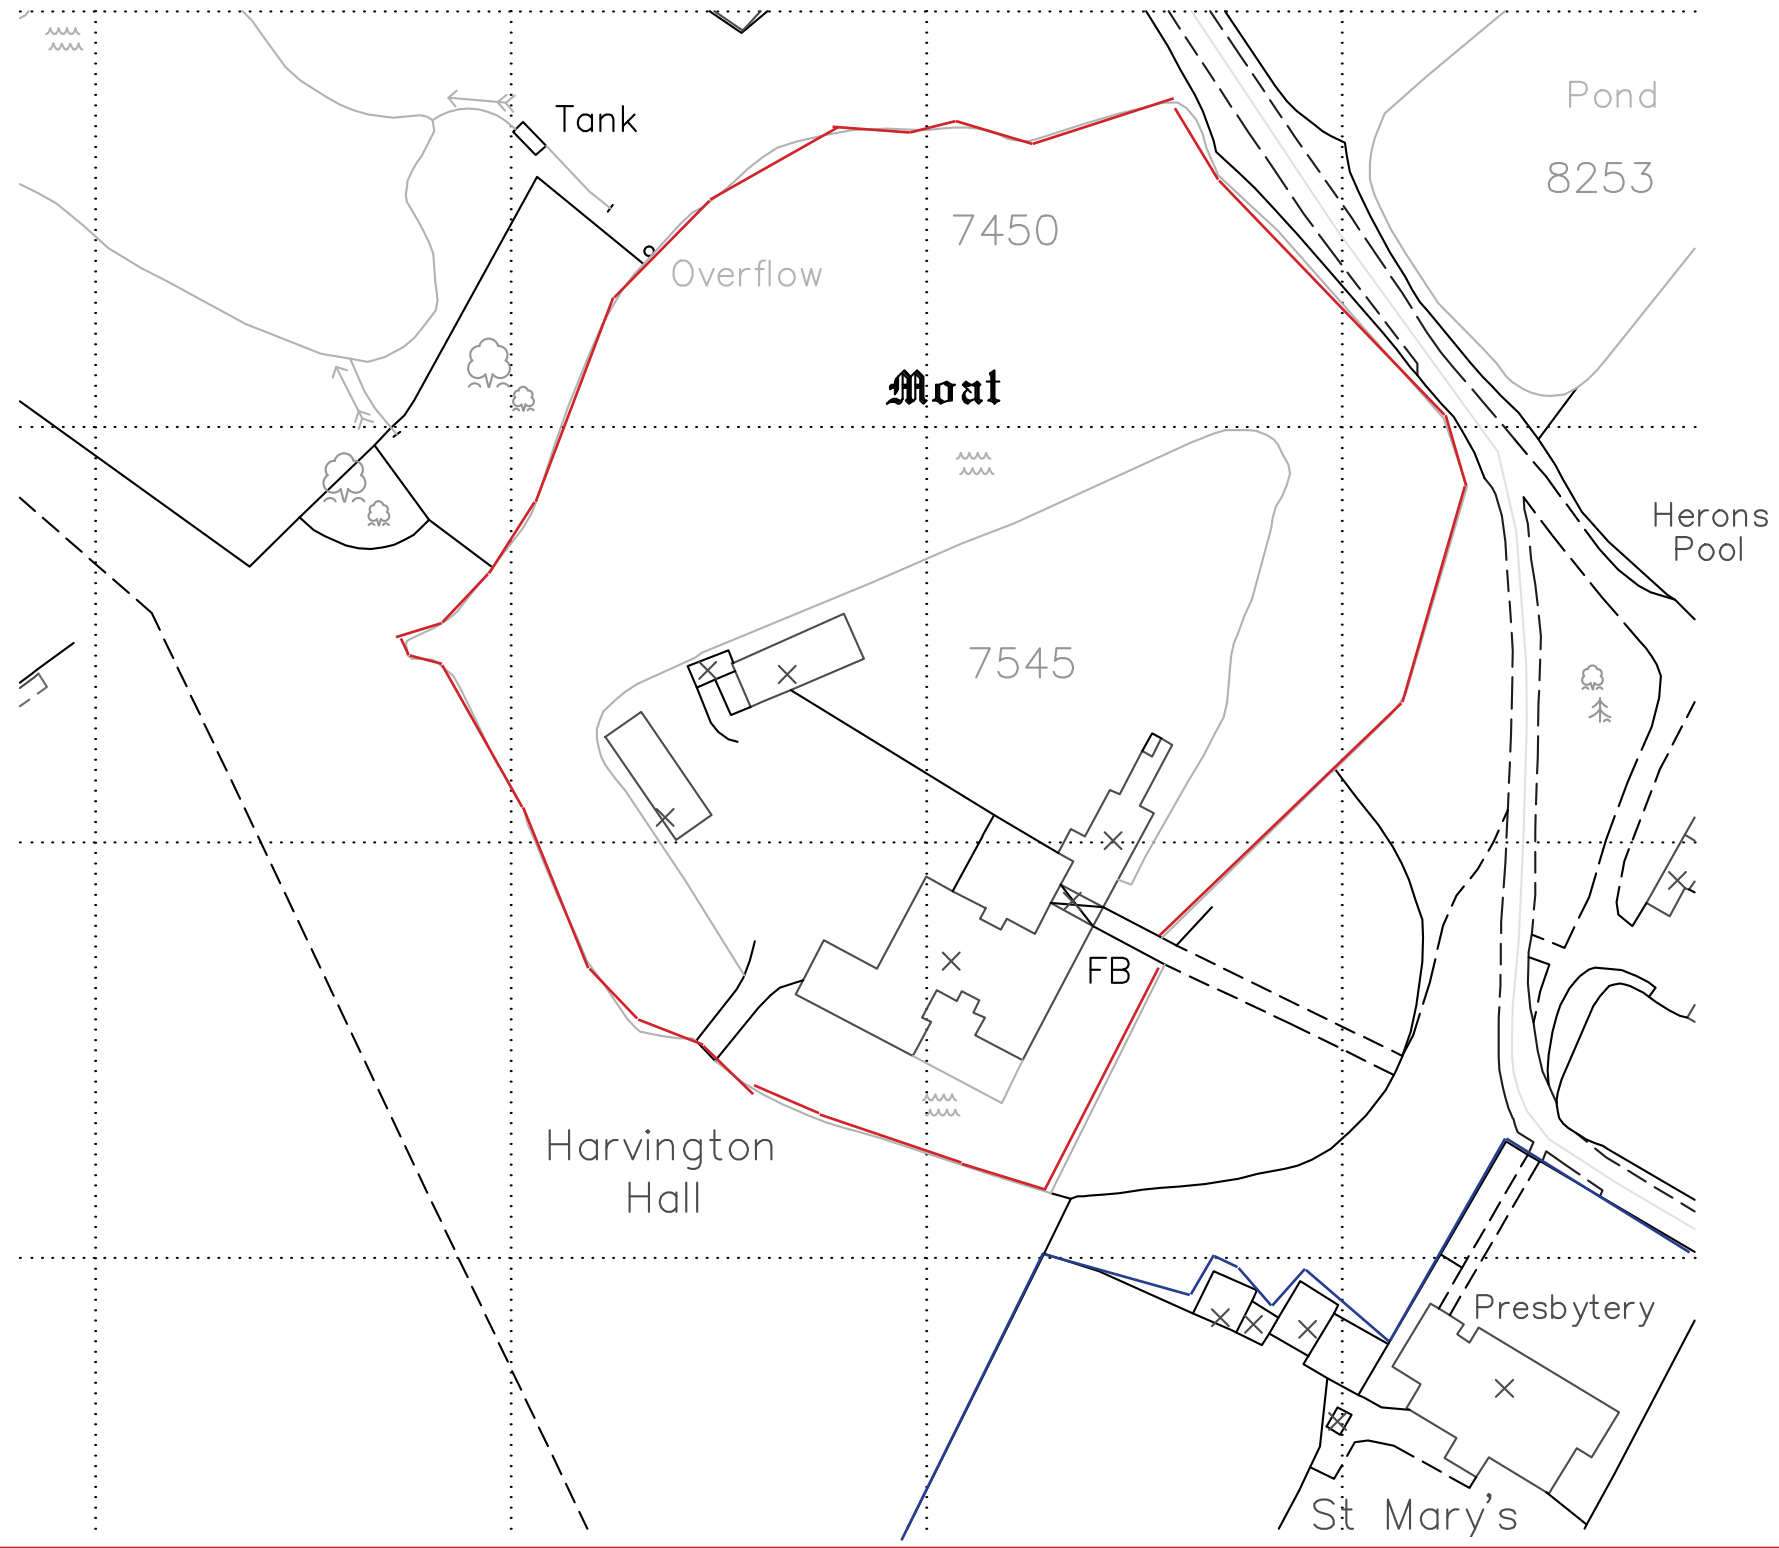 Pond
Tank
8253
7450
Overflow
Moat
Herons
Pool
7545
FB
Harvington
Hall
Presbytery
St Mary's